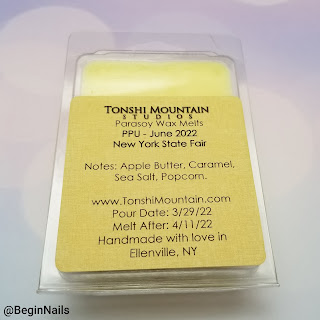 TONSHI MOUNTAIN
STUDIOS
Parasoy Wax Melts
PPU - June 2022
New York State Fair
Notes: Apple Butter, Caramel,
Sea Salt, Popcorn.
www.TonshiMountain.com
Pour Date: 3/29/22
Melt After: 4/11/22
Handmade with love in
Ellenville, NY
@BeginNails